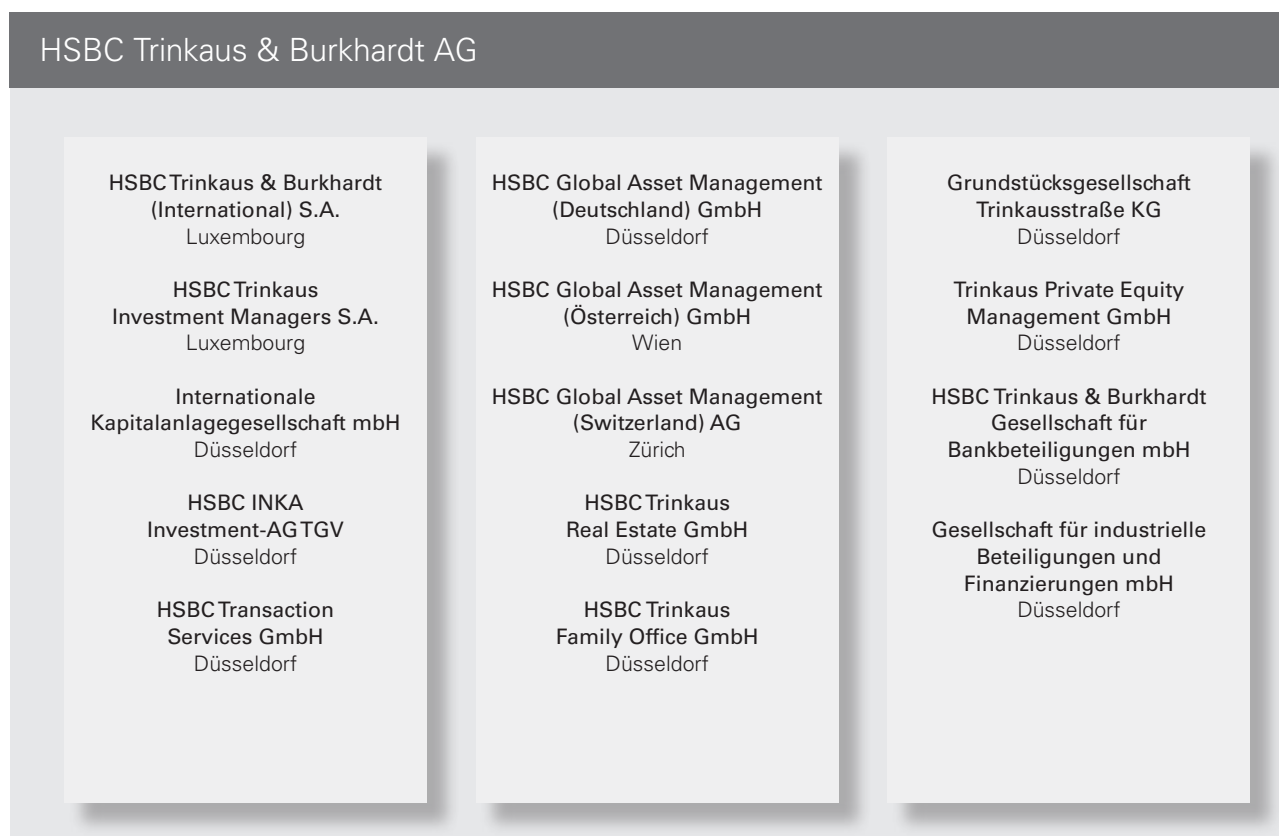 HSBC Trinkaus & Burkhardt AG
HSBC Trinkaus & Burkhardt
(International) S.A.
Luxembourg
HSBC Trinkaus
Investment Managers S.A.
Luxembourg
Internationale
Kapitalanlagegesellschaft mbH
Düsseldorf
HSBC INKA
Investment-AG TGV
Düsseldorf
HSBC Transaction
Services GmbH
Düsseldorf
HSBC Global Asset Management
(Deutschland) GmbH
Düsseldorf
HSBC Global Asset Management
(Österreich) GmbH
Wien
HSBC Global Asset Management
(Switzerland) AG
Zürich
HSBC Trinkaus
Real Estate GmbH
Düsseldorf
HSBC Trinkaus
Family Office GmbH
Düsseldorf
Grundstücksgesellschaft
Trinkausstraße KG
Düsseldorf
Trinkaus Private Equity
Management GmbH
Düsseldorf
HSBC Trinkaus & Burkhardt
Gesellschaft für
Bankbeteiligungen mbH
Düsseldorf
Gesellschaft für industrielle
Beteiligungen und
Finanzierungen mbH
Düsseldorf